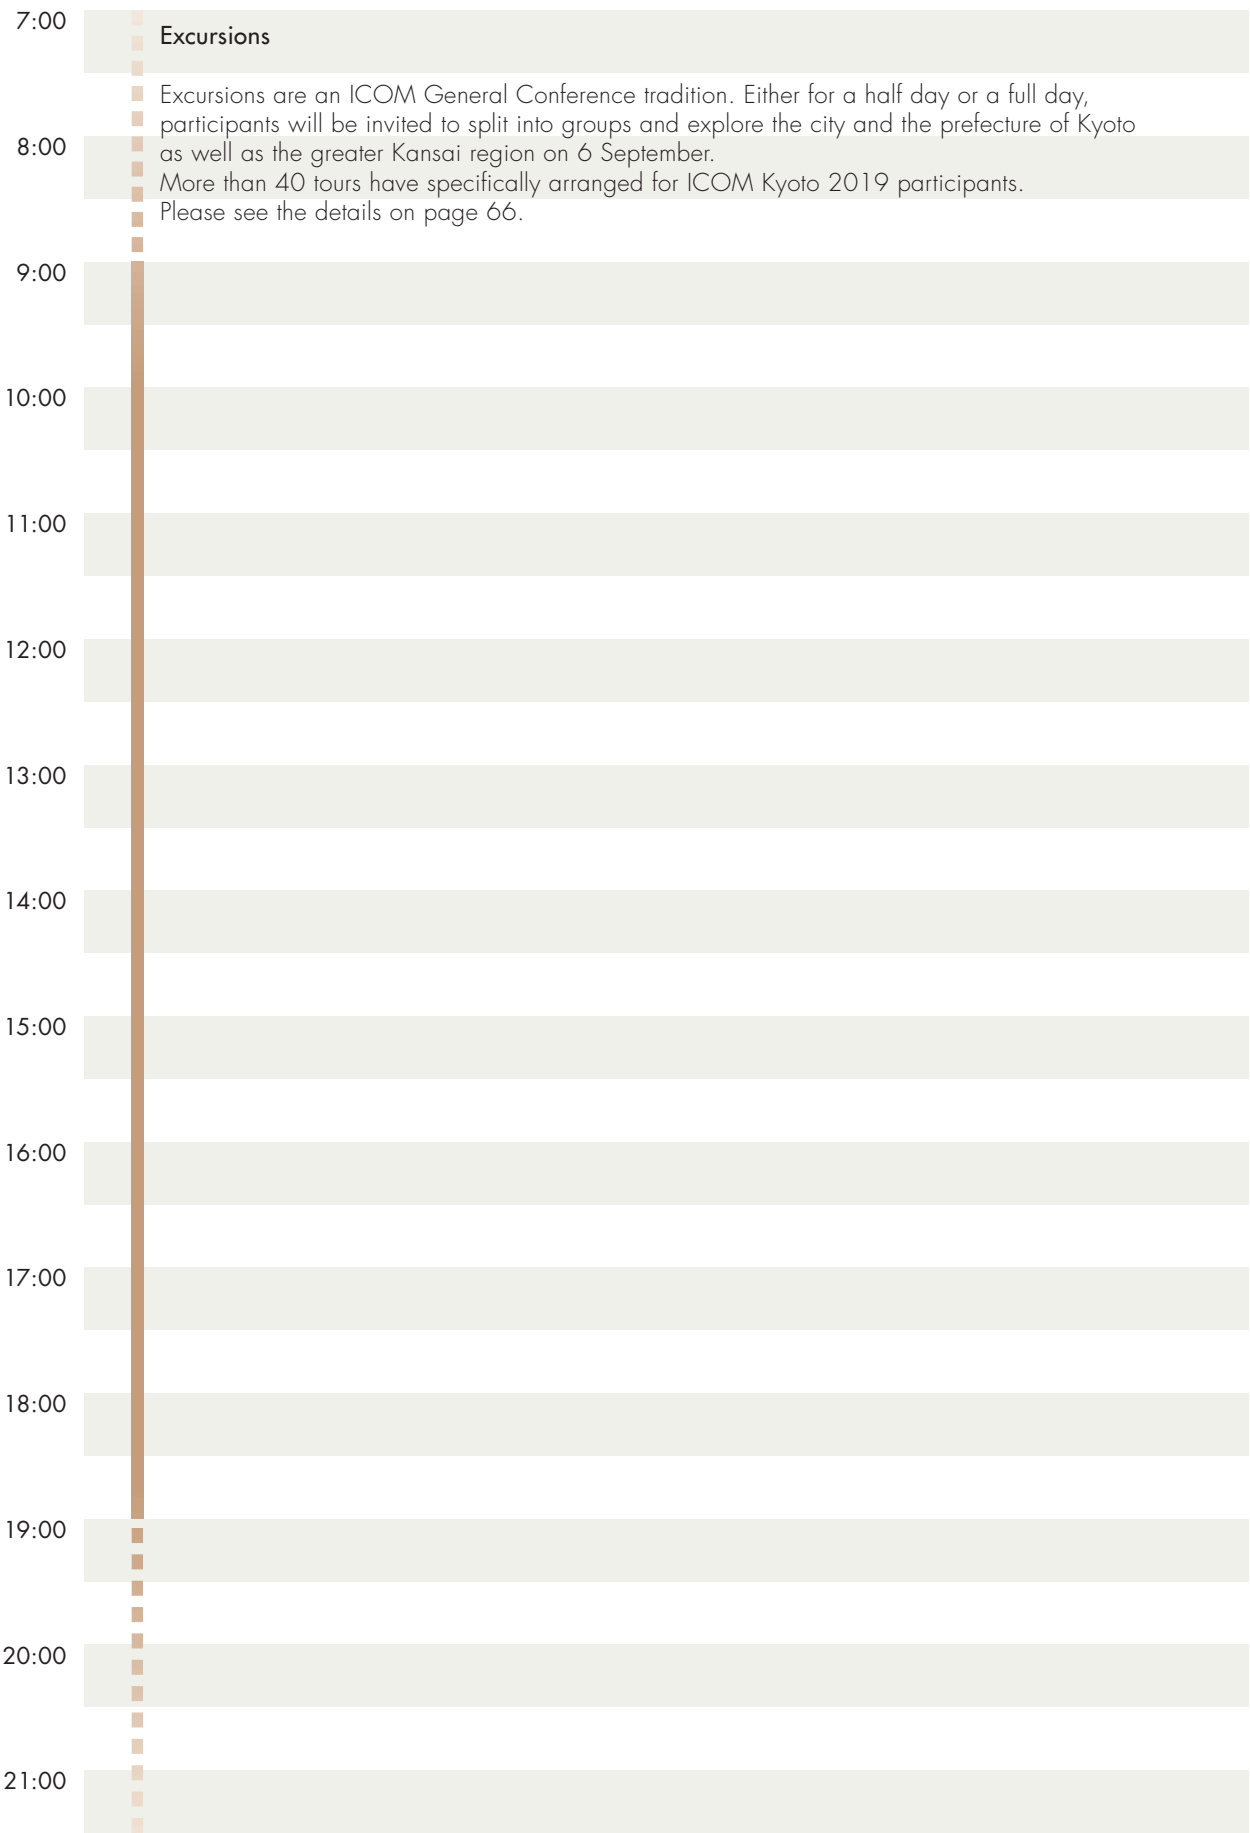 7:00
Excursions
Excursions are an ICOM General Conference tradition. Either for a half day or a full day,
participants will be invited to split into groups and explore the city and the prefecture of Kyoto
8:00
as well as the greater Kansai region on 6 September.
More than 40 tours have specifically arranged for ICOM Kyoto 2019 participants.
Please see the details on page 66.
9:00
10:00
11:00
12:00
13:00
14:00
15:00
16:00
17:00
18:00
19:00
20:00
21:00